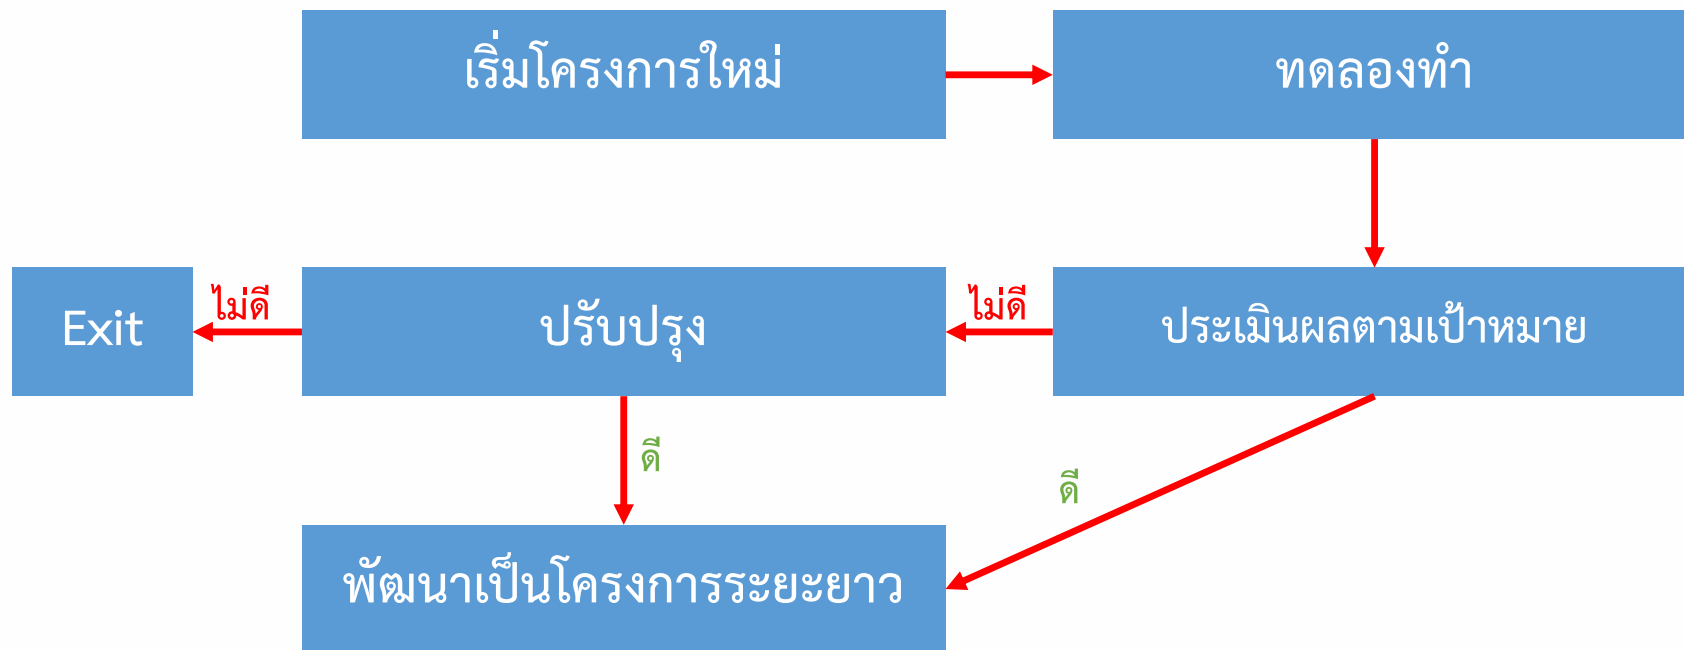 เริ่มโครงการใหม่
ทดลองทำ
Exit
ไม่ดี
ปรับปรุง
ไม่ดี
ประเมินผลตามเป้าหมาย
ดี
ดี
พัฒนาเป็นโครงการระยะยาว